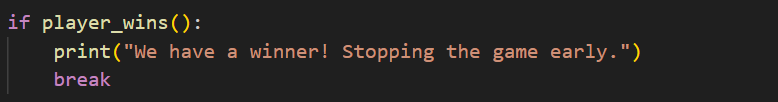 if player_wins():
    print("We have a winner! Stopping the game early.")
    break